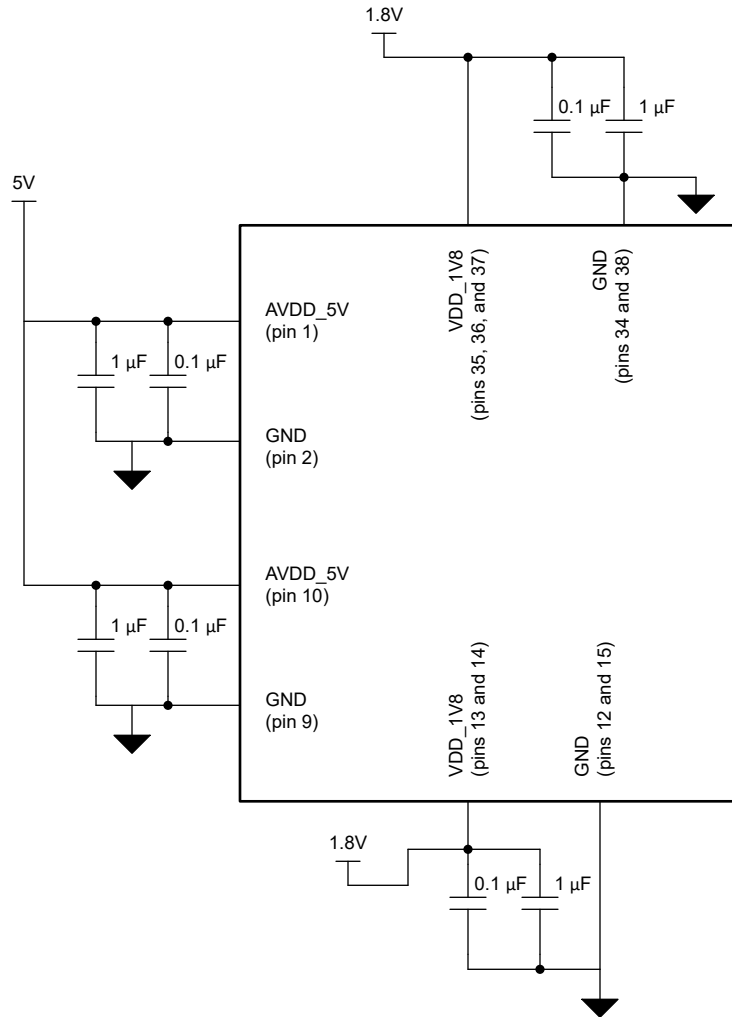 1.8V
0.1 µF
1 µF
5V
VDD_1V8
(pins 35, 36, and 37)
GND
(pins 34 and 38)
AVDD_5V
(pin 1)
1 µF
0.1 µF
GND
(pin 2)
AVDD_5V
(pin 10)
1 µF
0.1 µF
GND
(pin 9)
VDD_1V8
(pins 13 and 14)
GND
(pins 12 and 15)
1.8V
0.1 µF
1 µF